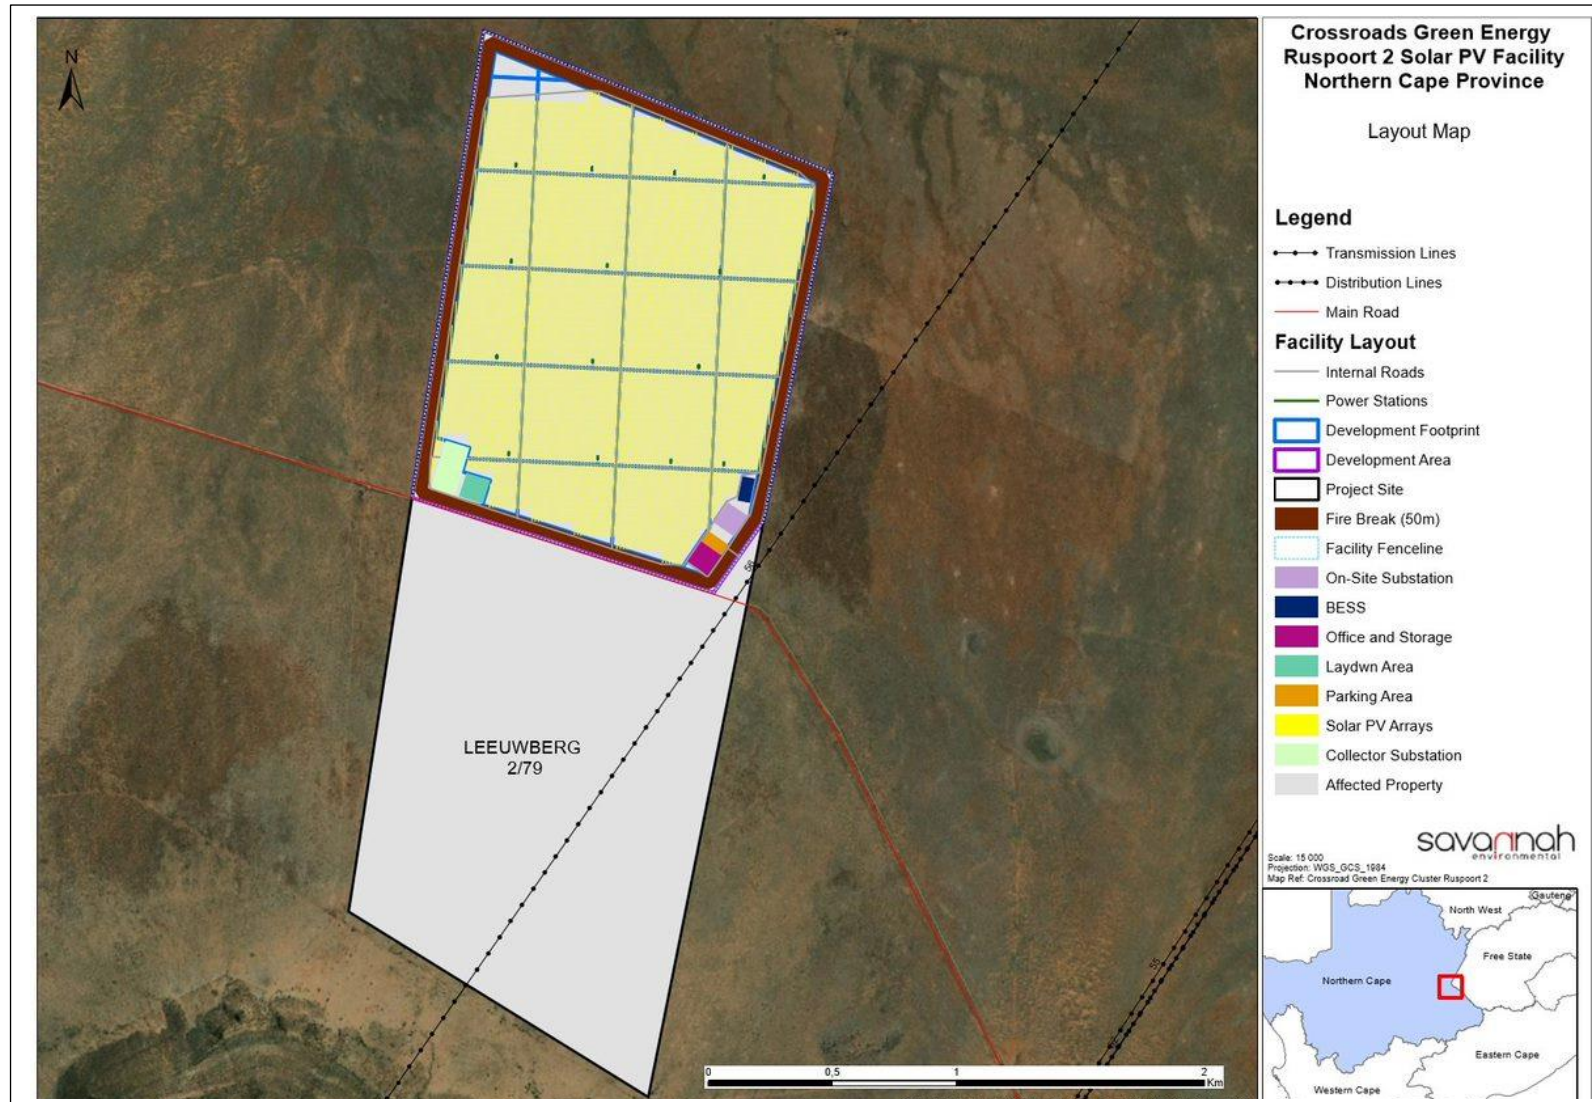 N
LEEUWBERG
2/79
56
55
0
0,5
1
2
Km
Crossroads Green Energy
Ruspoort 2 Solar PV Facility
Northern Cape Province
Layout Map
Legend
Transmission Lines
Distribution Lines
Main Road
Facility Layout
Internal Roads
Power Stations
Development Footprint
Development Area
Project Site
Fire Break (50m)
Facility Fenceline
On-Site Substation
BESS
Office and Storage
Laydwn Area
Parking Area
Solar PV Arrays
Collector Substation
Affected Property
savannah
environmental
Scale: 15 000
Projection: WGS_GCS_1984
Map Ref: Crossroad Green Energy Cluster Ruspoort 2
Gauteng
North West
Free State
Northern Cape
Eastern Cape
Western Cape